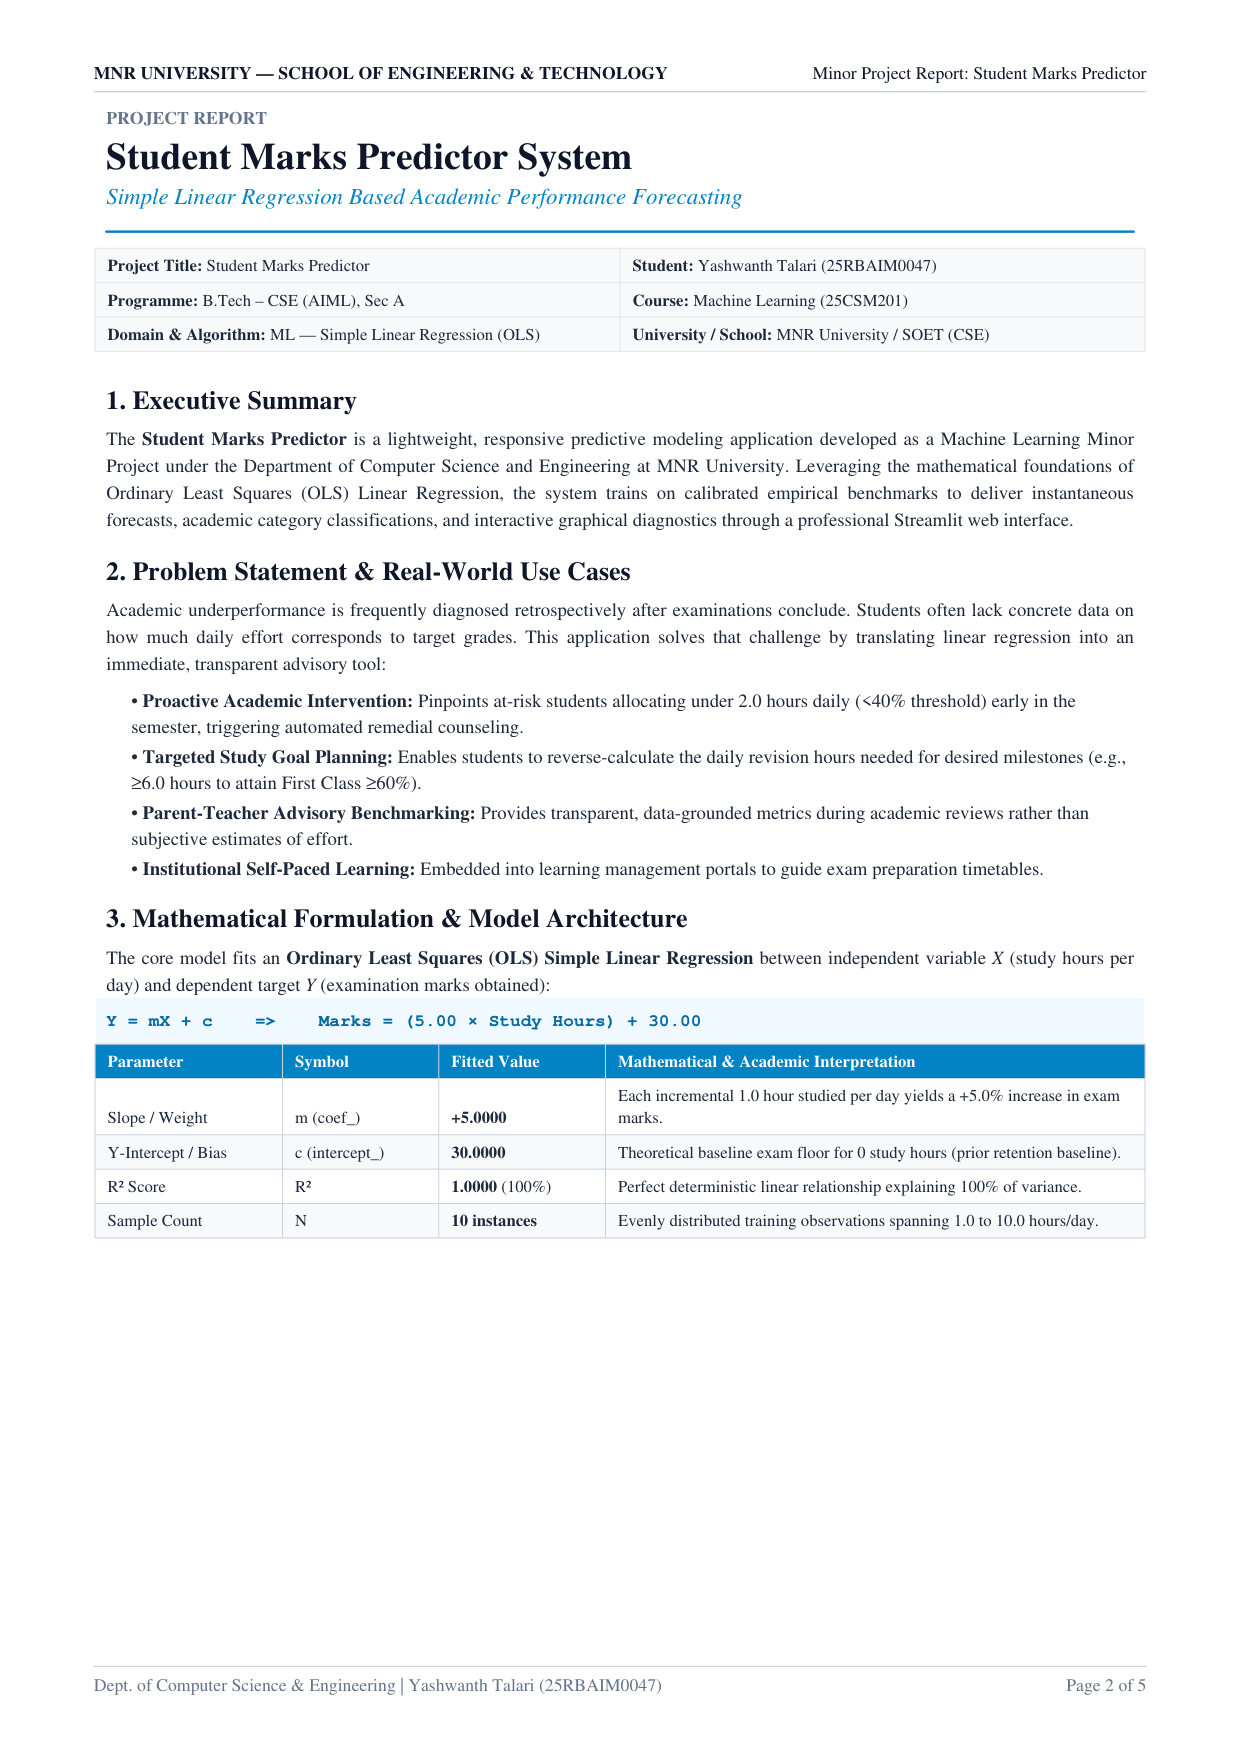 MNR UNIVERSITY — SCHOOL OF ENGINEERING & TECHNOLOGY Minor Project Report: Student Marks Predictor
PROJECT REPORT
Student Marks Predictor System
Simple Linear Regression Based Academic Performance Forecasting
Project Title: Student Marks Predictor Student: Yashwanth Talari (25RBAIM0047)
Programme: B.Tech – CSE (AIML), Sec A Course: Machine Learning (25CSM201)
Domain & Algorithm: ML — Simple Linear Regression (OLS) University / School: MNR University / SOET (CSE)
1. Executive Summary
The Student Marks Predictor is a lightweight, responsive predictive modeling application developed as a Machine Learning Minor
Project under the Department of Computer Science and Engineering at MNR University. Leveraging the mathematical foundations of
Ordinary Least Squares (OLS) Linear Regression, the system trains on calibrated empirical benchmarks to deliver instantaneous
forecasts, academic category classifications, and interactive graphical diagnostics through a professional Streamlit web interface.
2. Problem Statement & Real-World Use Cases
Academic underperformance is frequently diagnosed retrospectively after examinations conclude. Students often lack concrete data on
how much daily effort corresponds to target grades. This application solves that challenge by translating linear regression into an
immediate, transparent advisory tool:
• Proactive Academic Intervention: Pinpoints at-risk students allocating under 2.0 hours daily (<40% threshold) early in the
semester, triggering automated remedial counseling.
• Targeted Study Goal Planning: Enables students to reverse-calculate the daily revision hours needed for desired milestones (e.g.,
≥6.0 hours to attain First Class ≥60%).
• Parent-Teacher Advisory Benchmarking: Provides transparent, data-grounded metrics during academic reviews rather than
subjective estimates of effort.
• Institutional Self-Paced Learning: Embedded into learning management portals to guide exam preparation timetables.
3. Mathematical Formulation & Model Architecture
The core model fits an Ordinary Least Squares (OLS) Simple Linear Regression between independent variable X (study hours per
day) and dependent target Y (examination marks obtained):
Y = mX + c => Marks = (5.00 × Study Hours) + 30.00
Parameter Symbol Fitted Value Mathematical & Academic Interpretation
Each incremental 1.0 hour studied per day yields a +5.0% increase in exam
Slope / Weight m (coef_) +5.0000 marks.
Y-Intercept / Bias c (intercept_) 30.0000 Theoretical baseline exam floor for 0 study hours (prior retention baseline).
R² Score R² 1.0000 (100%) Perfect deterministic linear relationship explaining 100% of variance.
Sample Count N 10 instances Evenly distributed training observations spanning 1.0 to 10.0 hours/day.
Dept. of Computer Science & Engineering | Yashwanth Talari (25RBAIM0047) Page 2 of 5